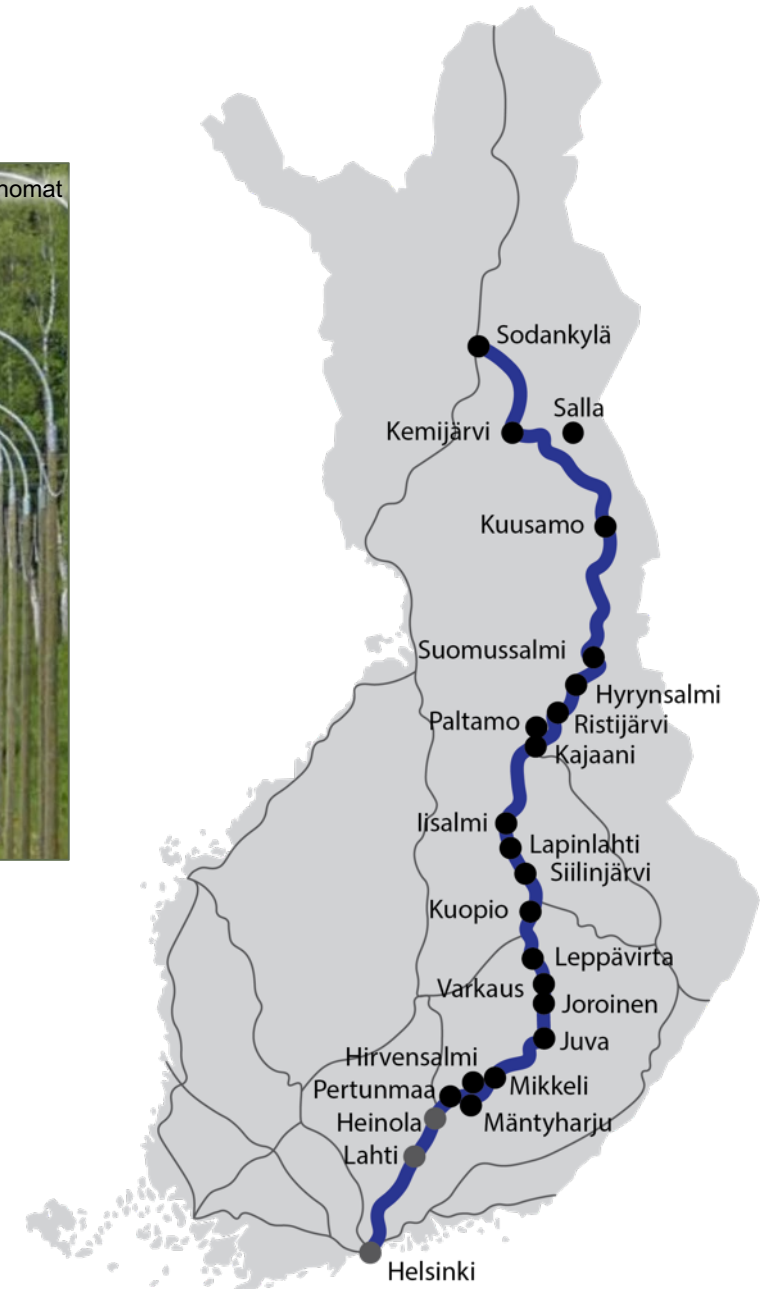 Sodankylä
Salla
Kemijärvi
Kuusamo
Suomussalmi
Hyrynsalmi
Paltamo
Ristijärvi
Kajaani
Iisalmi
Lapinlahti
Siilinjärvi
Kuopio
Leppävirta
Varkaus
Joroinen
Juva
Hirvensalmi
Pertunmaa
Mikkeli
Heinola
Mäntyharju
Lahti
Helsinki